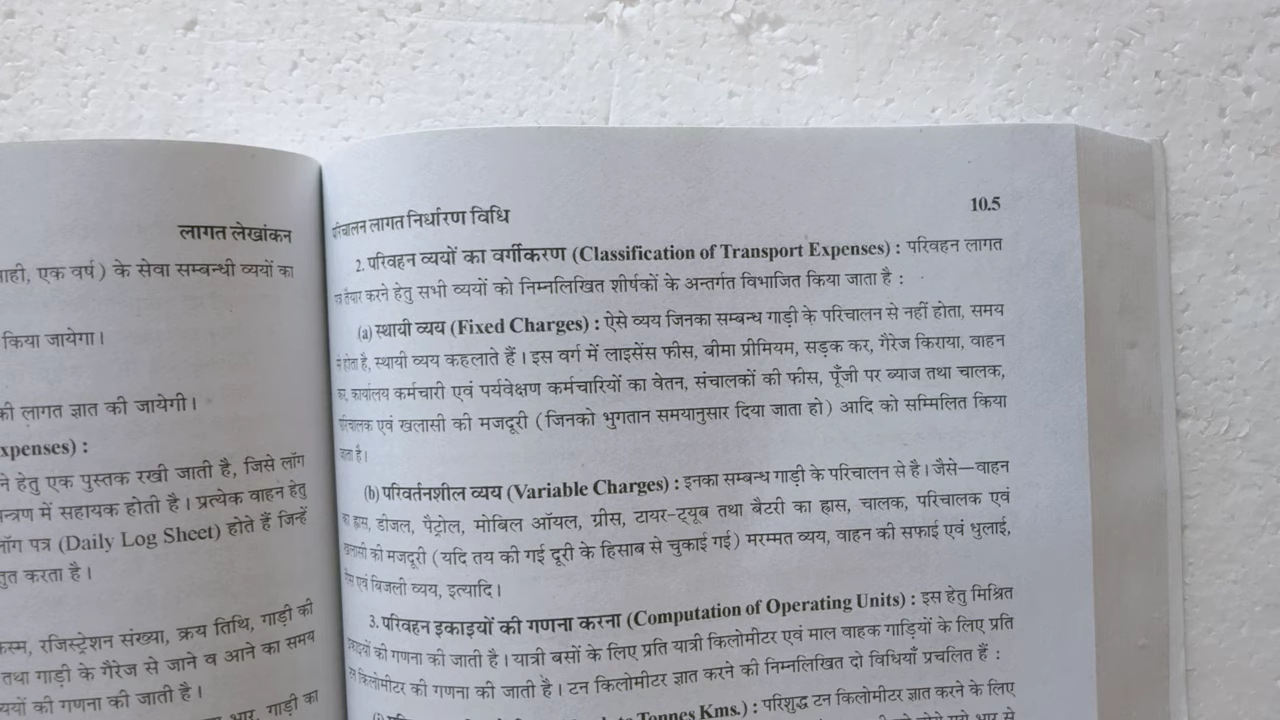 लागत लेखांकन
एक वर्ष) के सेवा सम्बन्धी व्ययों का
किया जायेगा।
लागत ज्ञात की जायेगी।
xpenses) :
हेतु एक पुस्तक रखी जाती है, जिसे लॉग
में सहायक होती है। प्रत्येक वाहन हेतु
पत्र (Daily Log Sheet) होते हैं जिन्हें
करता है।
रजिस्ट्रेशन संख्या, क्रय तिथि, गाड़ी की
तथा गाड़ी के गैरेज से जाने व आने का समय
की गणना की जाती है।
गाड़ी का
परिचालन लागत निर्धारण विधि
10.5
2. परिवहन व्ययों का वर्गीकरण (Classification of Transport Expenses) : परिवहन लागत
तैयार करने हेतु सभी व्ययों को निम्नलिखित शीर्षकों के अन्तर्गत विभाजित किया जाता है :
(a) स्थायी व्यय (Fixed Charges) : ऐसे व्यय जिनका सम्बन्ध गाड़ी के परिचालन से नहीं होता, समय
से होता है, स्थायी व्यय कहलाते हैं। इस वर्ग में लाइसेंस फीस, बीमा प्रीमियम, सड़क कर, गैरेज किराया, वाहन
कर, कार्यालय कर्मचारी एवं पर्यवेक्षण कर्मचारियों का वेतन, संचालकों की फीस, पूँजी पर ब्याज तथा चालक,
परिचालक एवं खलासी की मजदूरी (जिनको भुगतान समयानुसार दिया जाता हो) आदि को सम्मिलित किया
जाता है।
(b) परिवर्तनशील व्यय (Variable Charges) : इनका सम्बन्ध गाड़ी के परिचालन से है। जैसे—वाहन
का ह्रास, डीजल, पैट्रोल, मोबिल ऑयल, ग्रीस, टायर-ट्यूब तथा बैटरी का ह्रास, चालक, परिचालक एवं
खलासी की मजदूरी (यदि तय की गई दूरी के हिसाब से चुकाई गई) मरम्मत व्यय, वाहन की सफाई एवं धुलाई,
गैस एवं बिजली व्यय, इत्यादि।
3. परिवहन इकाइयों की गणना करना (Computation of Operating Units) : इस हेतु मिश्रित
इकाइयों की गणना की जाती है। यात्री बसों के लिए प्रति यात्री किलोमीटर एवं माल वाहक गाड़ियों के लिए प्रति
टन किलोमीटर की गणना की जाती है। टन किलोमीटर ज्ञात करने की निम्नलिखित दो विधियाँ प्रचलित हैं :
Tonnes Kms.) : परिशुद्ध टन किलोमीटर ज्ञात करने के लिए